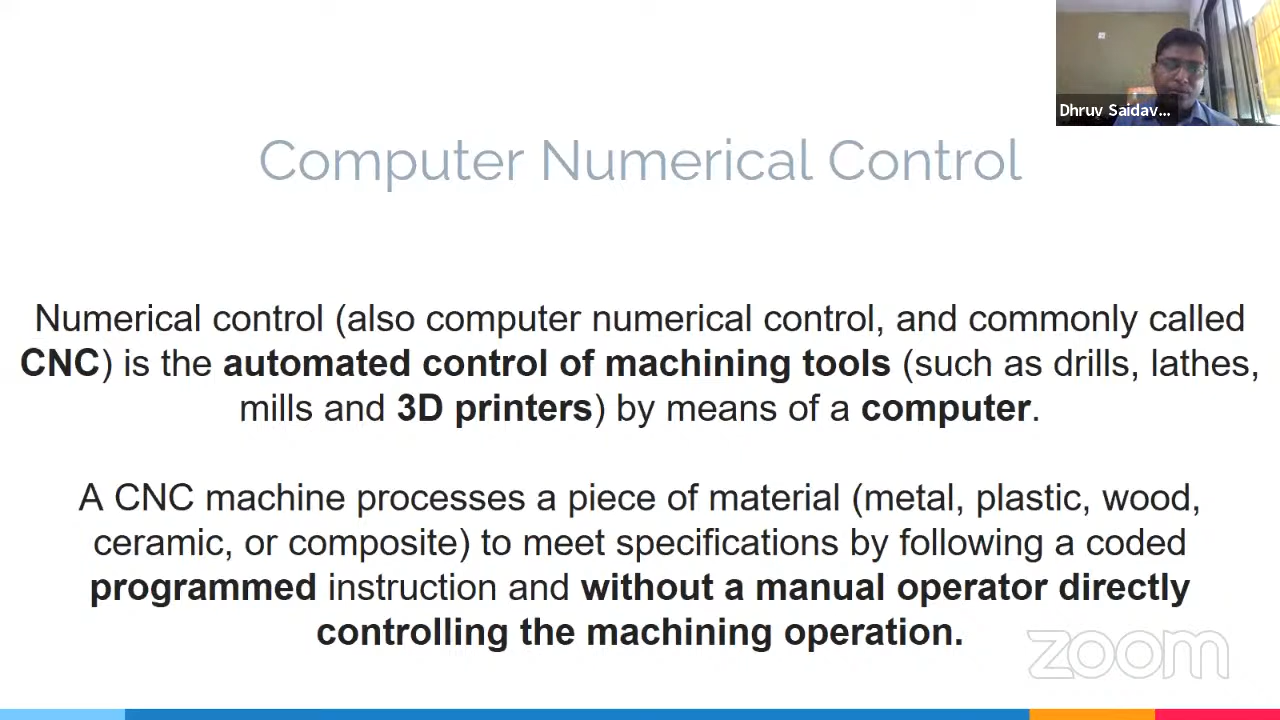 Dhruv Saidav...
Computer Numerical Control
Numerical control (also computer numerical control, and commonly called
CNC) is the automated control of machining tools (such as drills, lathes,
mills and 3D printers) by means of a computer.
A CNC machine processes a piece of material (metal, plastic, wood,
ceramic, or composite) to meet specifications by following a coded
programmed instruction and without a manual operator directly
controlling the machining operation.
zoom